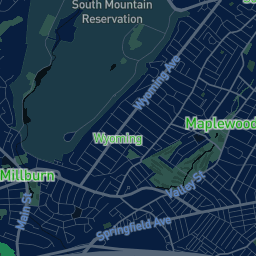 South Mountain
Reservation
Wyoming Ave
Wyoming
Maplewood
Millburn
Valley St
Main St
Springfield Ave